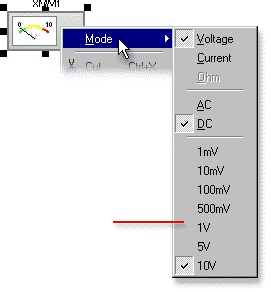 XMM1
0 10
Mode
Cut Ctrl+X
Voltage
Current
Ohm
AC
DC
1mV
10mV
100mV
500mV
1V
5V
10V